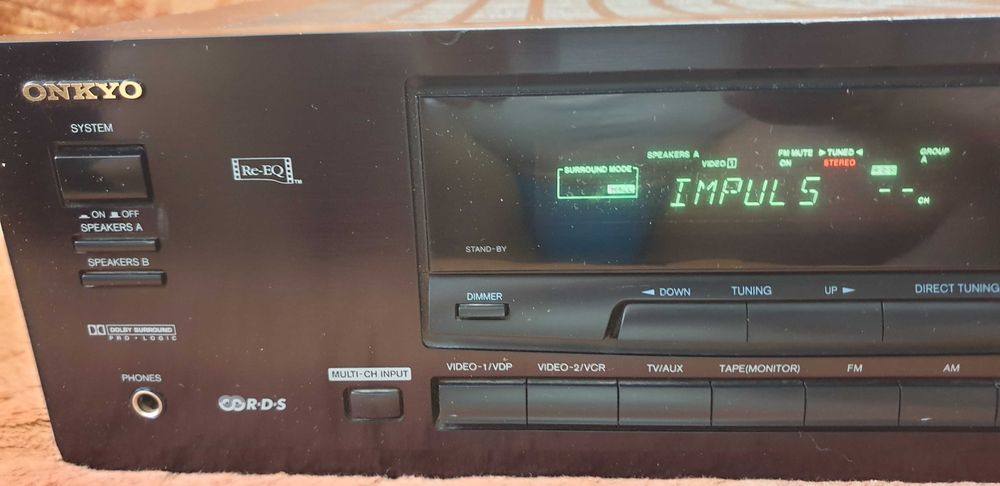 ONKYO
SYSTEM
ON OFF
SPEAKERS A
SPEAKERS B
Re-EQ TM
DOLBY SURROUND
PRO • LOGIC
PHONES
R•D•S
MULTI-CH INPUT
SURROUND MODE
SPEAKERS A
VIDEO 1
FM MUTE ►TUNED◄
ON STEREO
GROUP
A
IMPULS -- CH
STAND-BY
DIMMER
◄ DOWN TUNING UP ► DIRECT TUNING
VIDEO-1/VDP VIDEO-2/VCR TV/AUX TAPE(MONITOR) FM AM